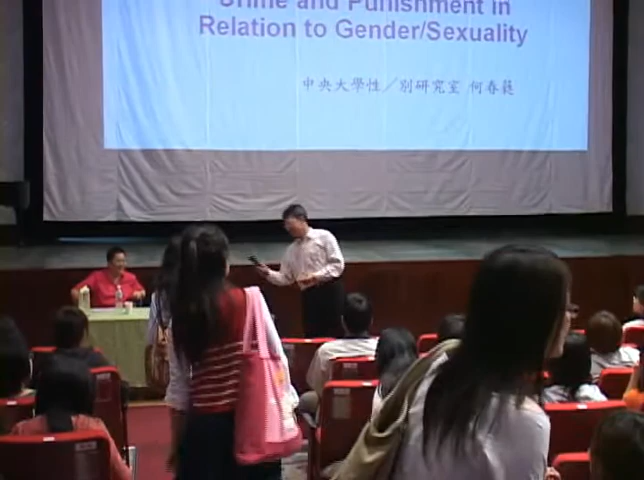 Crime and Punishment in
Relation to Gender/Sexuality
中央大學性／別研究室 何春蕤